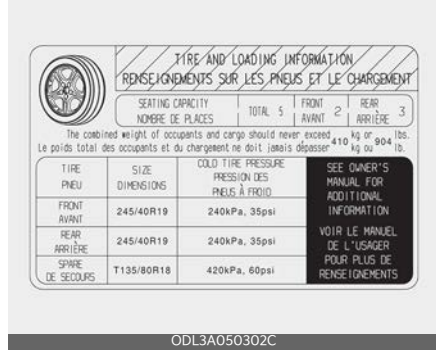 TIRE AND LOADING INFORMATION
RENSEIGNEMENTS SUR LES PNEUS ET LE CHARGEMENT
SEATING CAPACITY
NOMBRE DE PLACES
TOTAL 5
FRONT
AVANT
2
REAR
ARRIÈRE
3
The combined weight of occupants and cargo should never exceed 410 kg or 904 lbs.
Le poids total des occupants et du chargement ne doit jamais dépasser 410 kg ou 904 lb.
TIRE
PNEU
SIZE
DIMENSIONS
COLD TIRE PRESSURE
PRESSION DES
PNEUS À FROID
SEE OWNER'S
MANUAL FOR
ADDITIONAL
INFORMATION
VOIR LE MANUEL
DE L'USAGER
POUR PLUS DE
RENSEIGNEMENTS
FRONT
AVANT
245/40R19
240kPa, 35psi
REAR
ARRIÈRE
245/40R19
240kPa, 35psi
SPARE
DE SECOURS
T135/80R18
420kPa, 60psi
ODL3A050302C